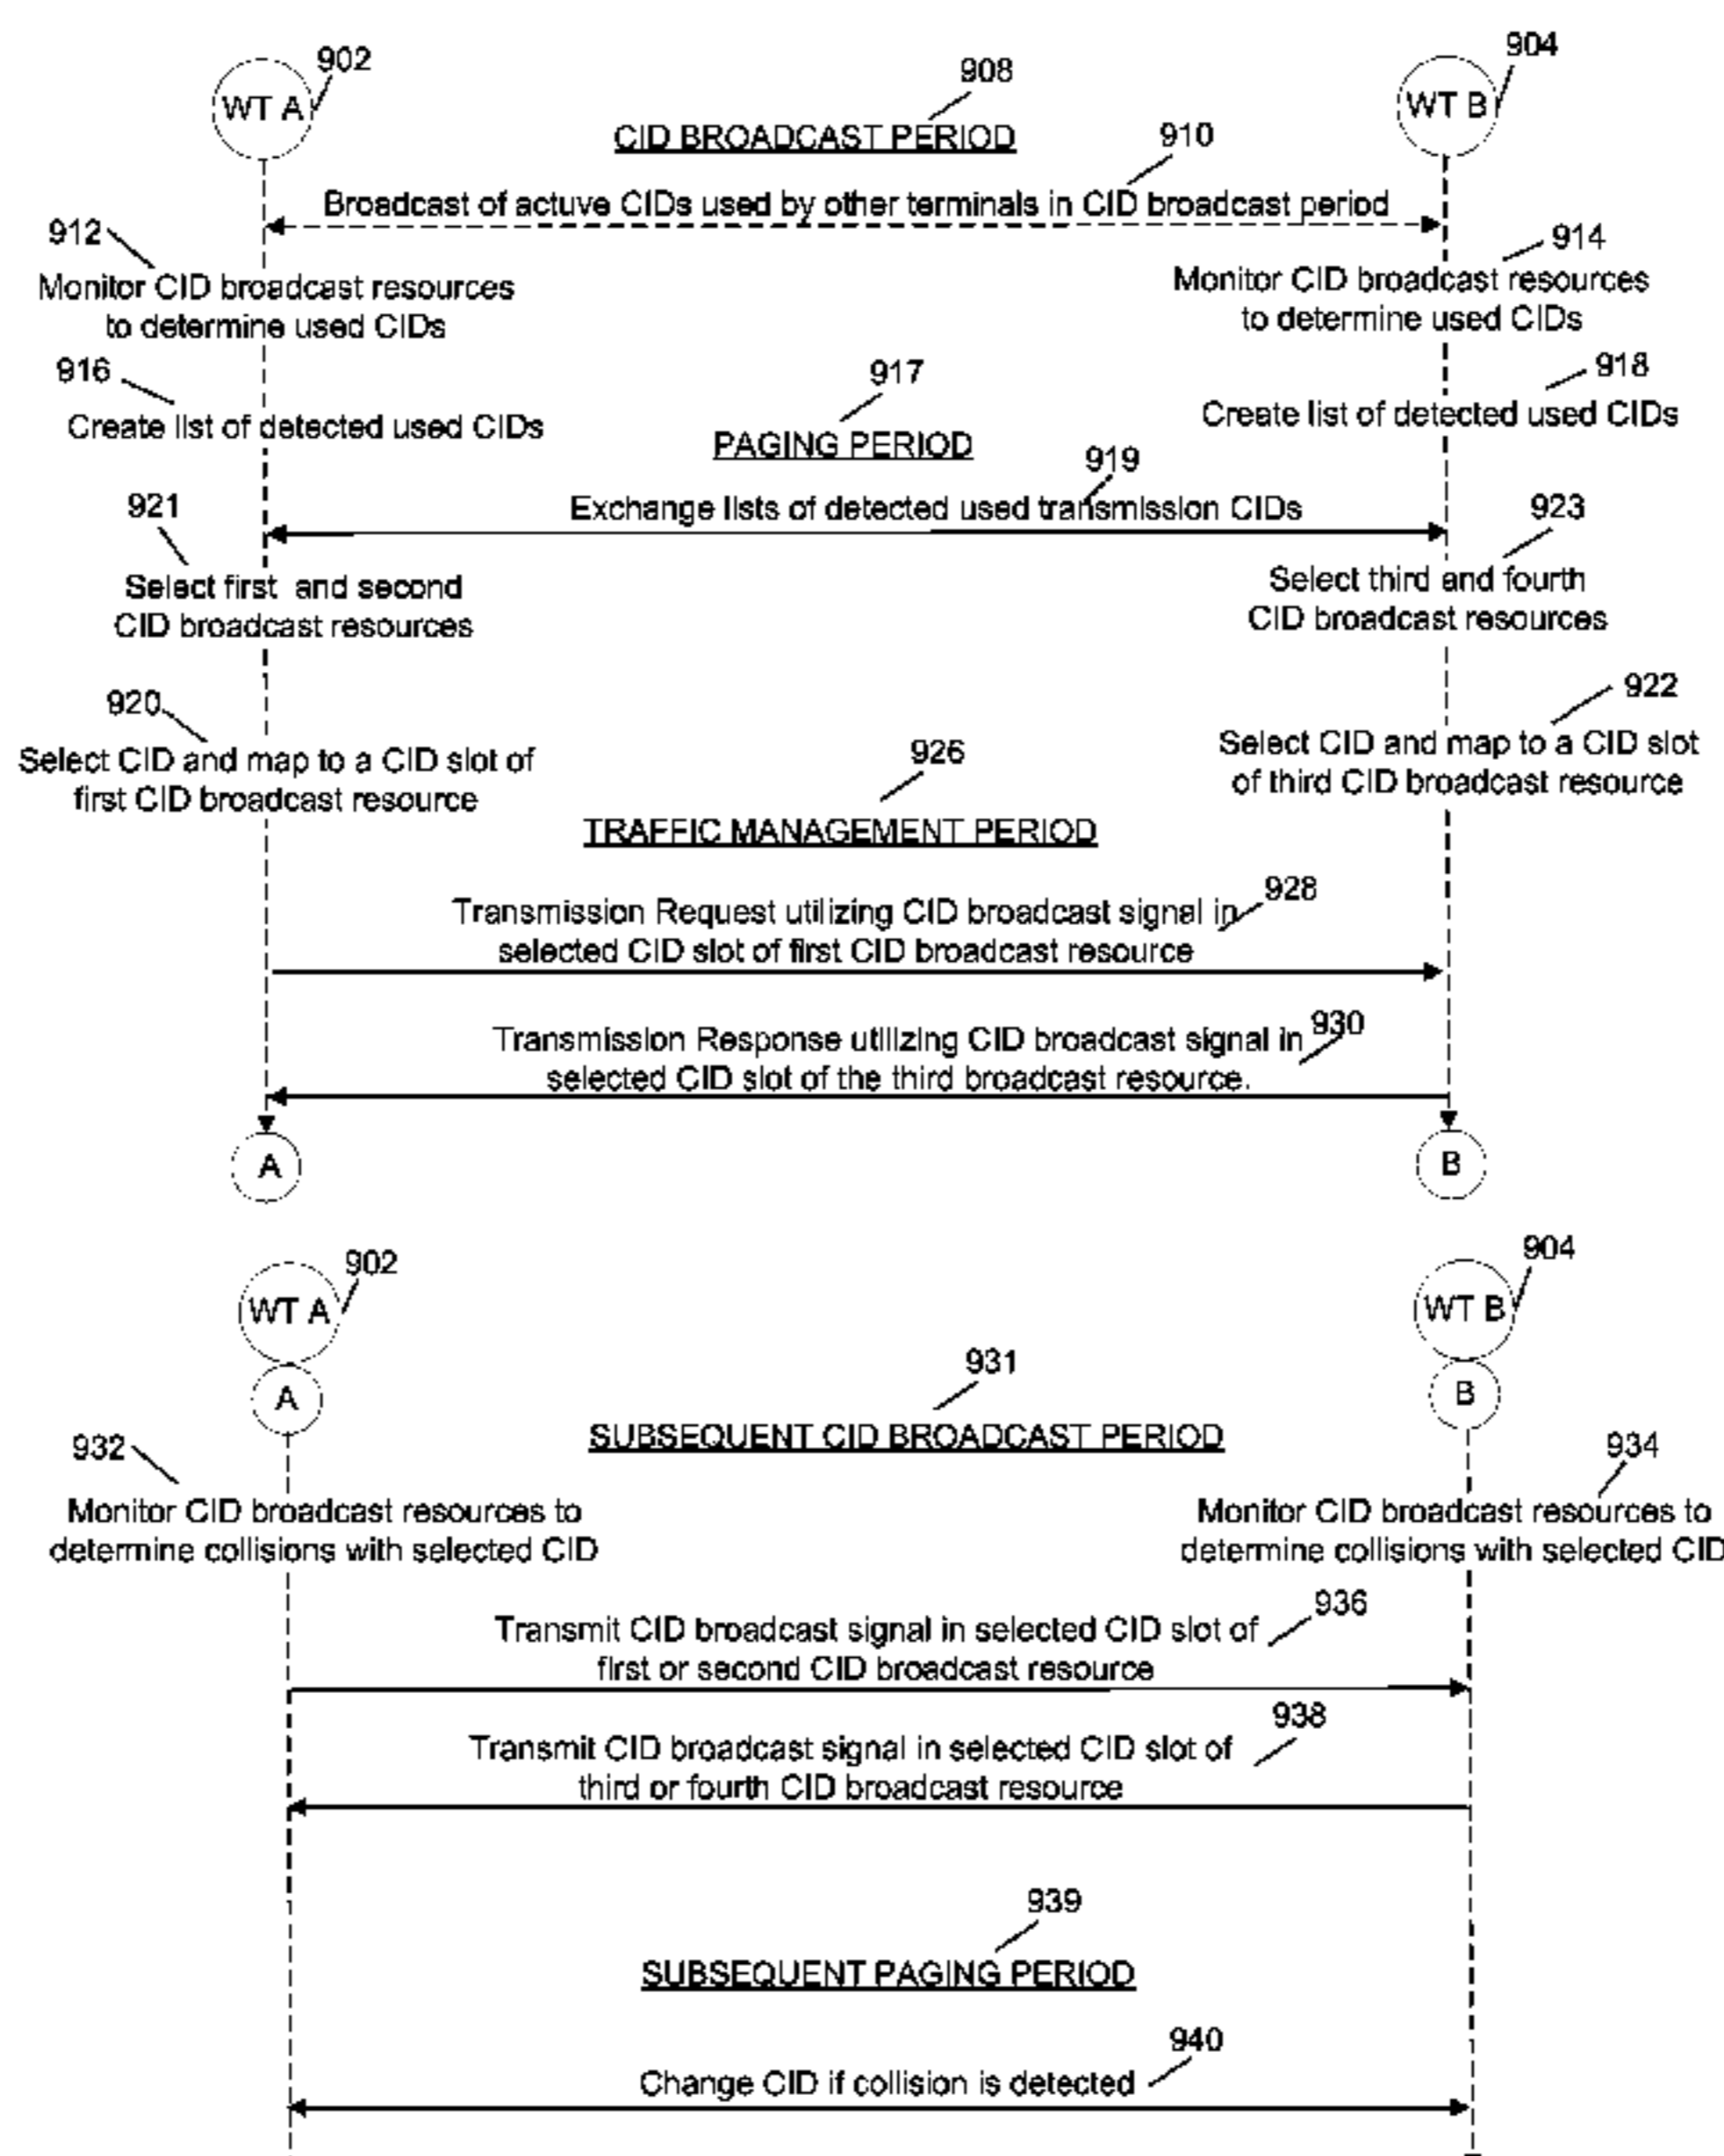 902
904
WT A
WT B
908
CID BROADCAST PERIOD
910
Broadcast of actuve CIDs used by other terminals in CID broadcast period
912
Monitor CID broadcast resources
to determine used CIDs
914
Monitor CID broadcast resources
to determine used CIDs
916
Create list of detected used CIDs
918
Create list of detected used CIDs
917
PAGING PERIOD
919
Exchange lists of detected used transmission CIDs
921
Select first and second
CID broadcast resources
923
Select third and fourth
CID broadcast resources
920
Select CID and map to a CID slot of
first CID broadcast resource
922
Select CID and map to a CID slot
of third CID broadcast resource
926
TRAFFIC MANAGEMENT PERIOD
928
Transmission Request utilizing CID broadcast signal in
selected CID slot of first CID broadcast resource
930
Transmission Response utilizing CID broadcast signal in
selected CID slot of the third broadcast resource.
A
B
902
904
WT A
WT B
A
B
931
SUBSEQUENT CID BROADCAST PERIOD
932
Monitor CID broadcast resources to
determine collisions with selected CID
934
Monitor CID broadcast resources to
determine collisions with selected CID
936
Transmit CID broadcast signal in selected CID slot of
first or second CID broadcast resource
938
Transmit CID broadcast signal in selected CID slot of
third or fourth CID broadcast resource
939
SUBSEQUENT PAGING PERIOD
940
Change CID if collision is detected